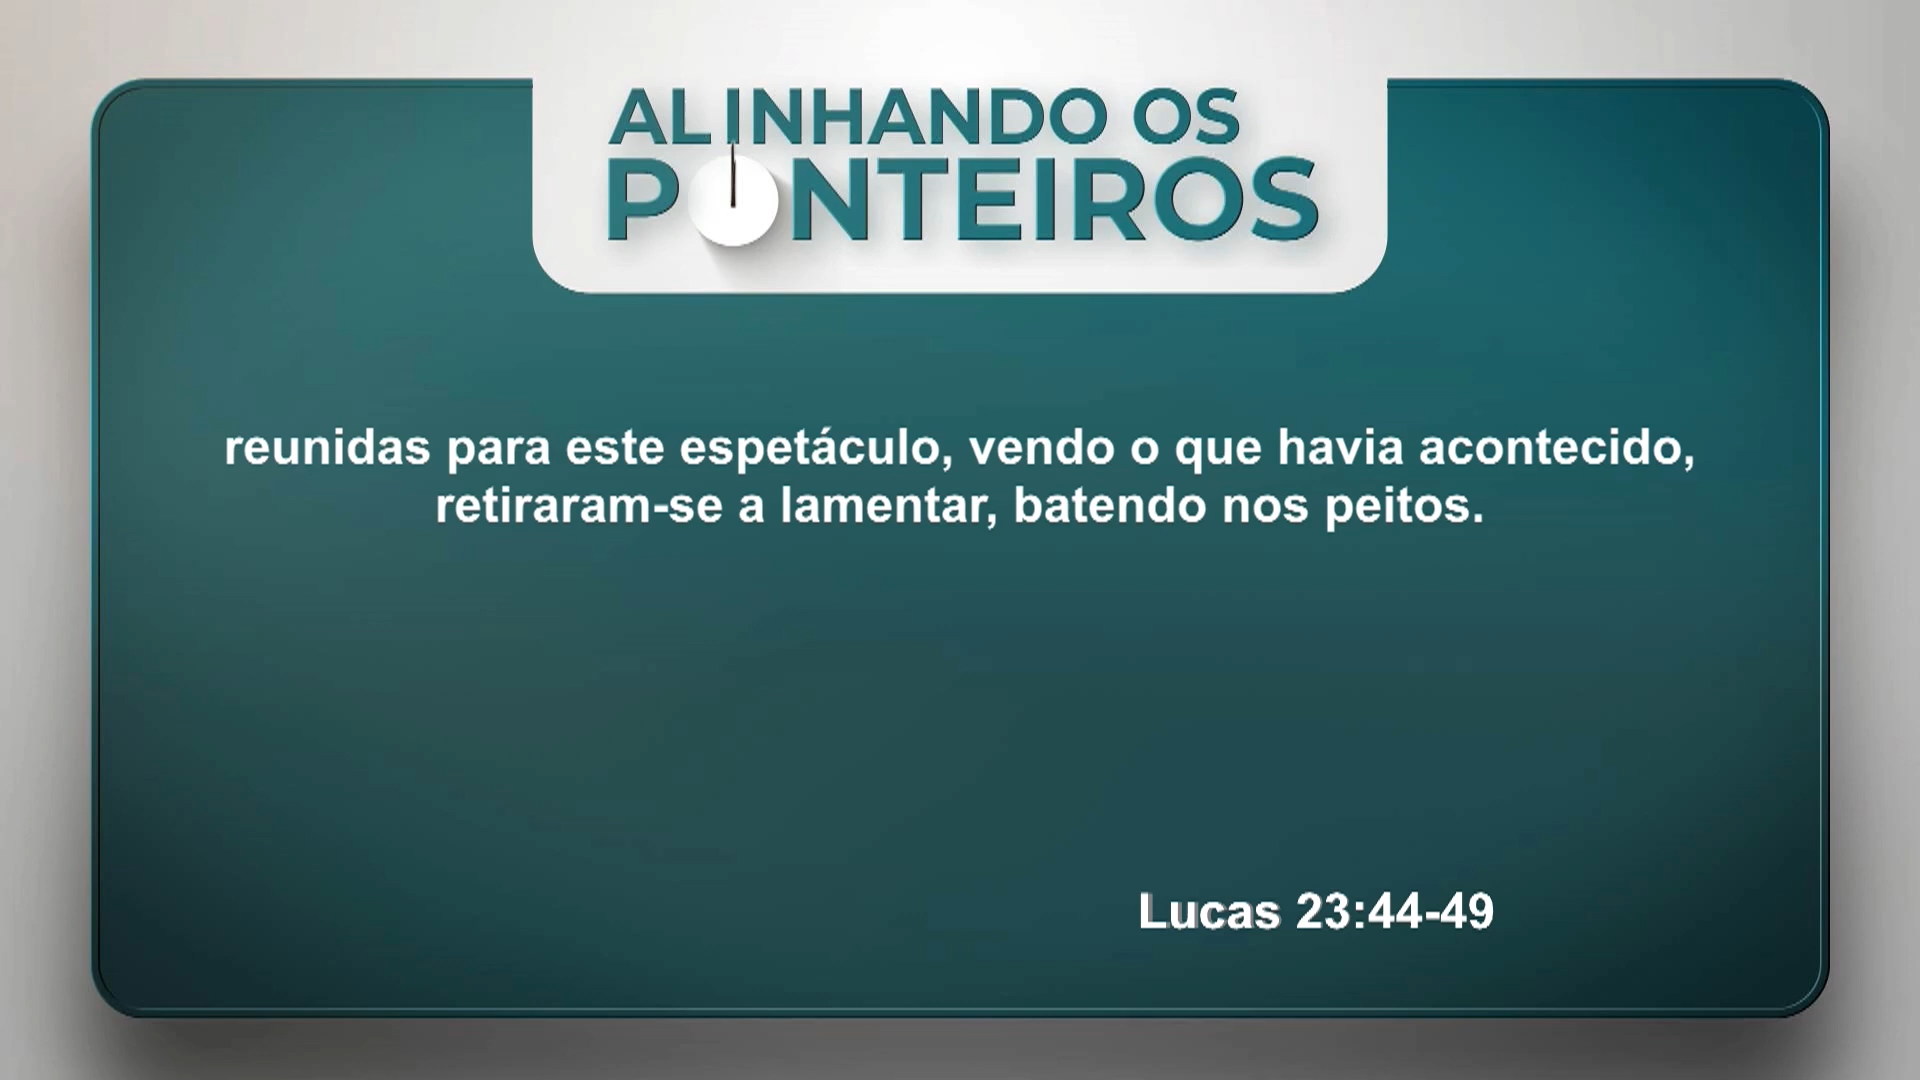 ALINHANDO OS
PONTEIROS
reunidas para este espetáculo, vendo o que havia acontecido,
retiraram-se a lamentar, batendo nos peitos.
Lucas 23:44-49